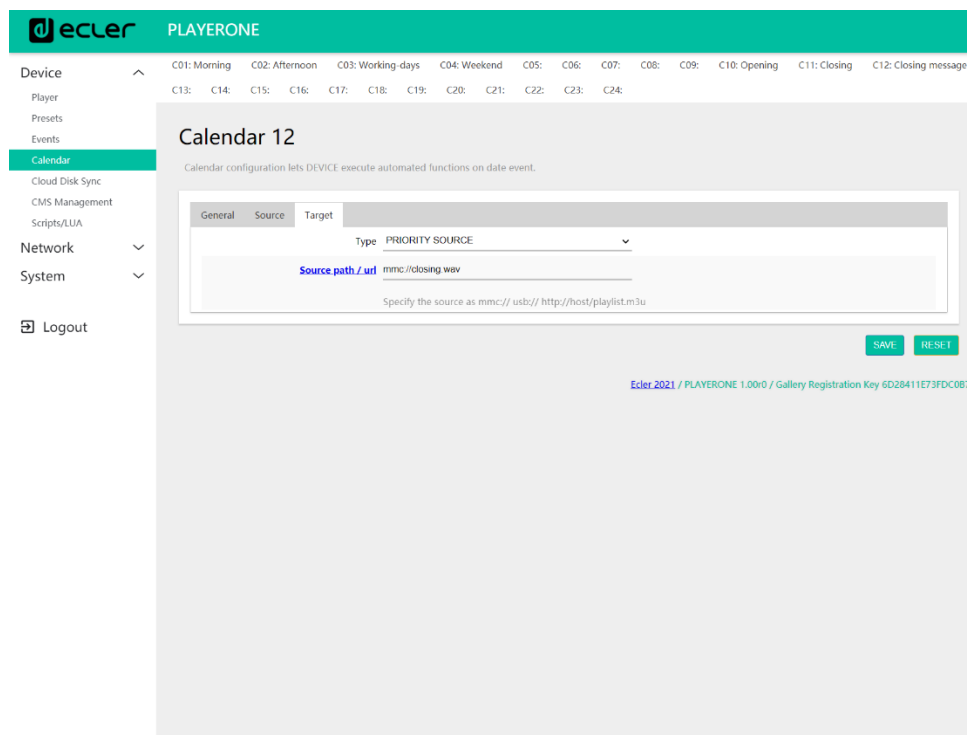 ecler
PLAYERONE
Device
Player
Presets
Events
Calendar
Cloud Disk Sync
CMS Management
Scripts/LUA
Network
System
Logout
C01: Morning C02: Afternoon C03: Working-days C04: Weekend C05: C06: C07: C08: C09: C10: Opening C11: Closing C12: Closing message
C13: C14: C15: C16: C17: C18: C19: C20: C21: C22: C23: C24:
Calendar 12
Calendar configuration lets DEVICE execute automated functions on date event.
General Source Target
Type PRIORITY SOURCE
Source path / url mmc://closing.wav
Specify the source as mmc:// usb:// http://host/playlist.m3u
SAVE RESET
Ecler 2021 / PLAYERONE 1.00r0 / Gallery Registration Key 6D28411E73FDC0B7